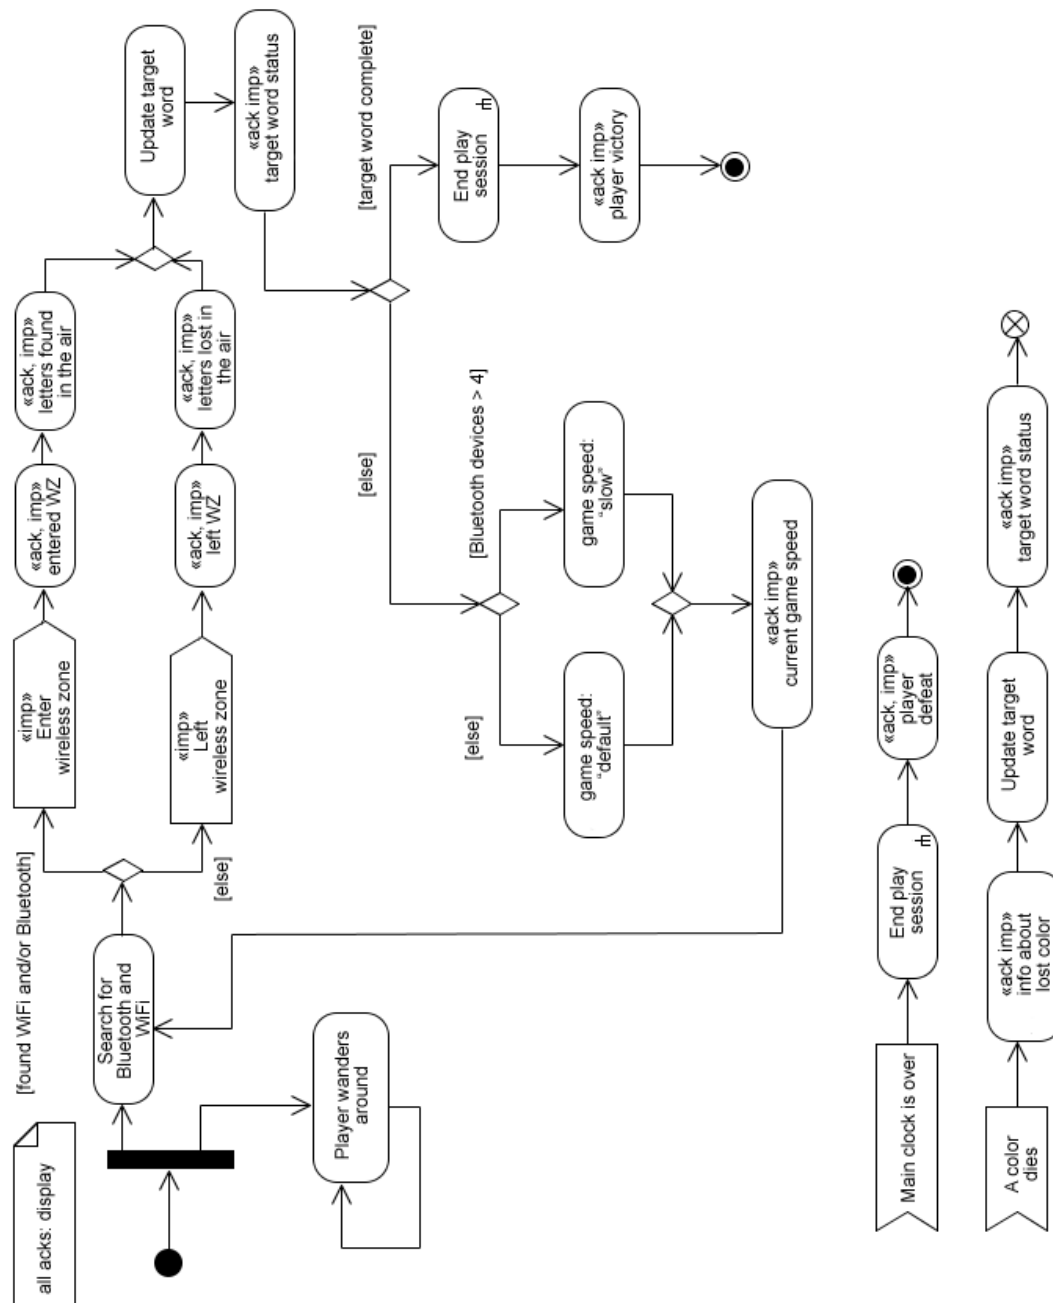 all acks: display
Search for
Bluetooth and
WiFi
Player wanders
around
[found WiFi and/or Bluetooth]
[else]
«imp»
Enter
wireless zone
«imp»
Left
wireless zone
«ack, imp»
entered WZ
«ack, imp»
left WZ
«ack, imp»
letters found
in the air
«ack, imp»
letters lost in
the air
Update target
word
«ack imp»
target word status
[target word complete]
[else]
End play
session
«ack imp»
player victory
[Bluetooth devices > 4]
[else]
game speed:
"slow"
game speed:
"default"
«ack imp»
current game speed
Main clock is over
End play
session
«ack, imp»
player
defeat
A color
dies
«ack imp»
info about
lost color
Update target
word
«ack imp»
target word status